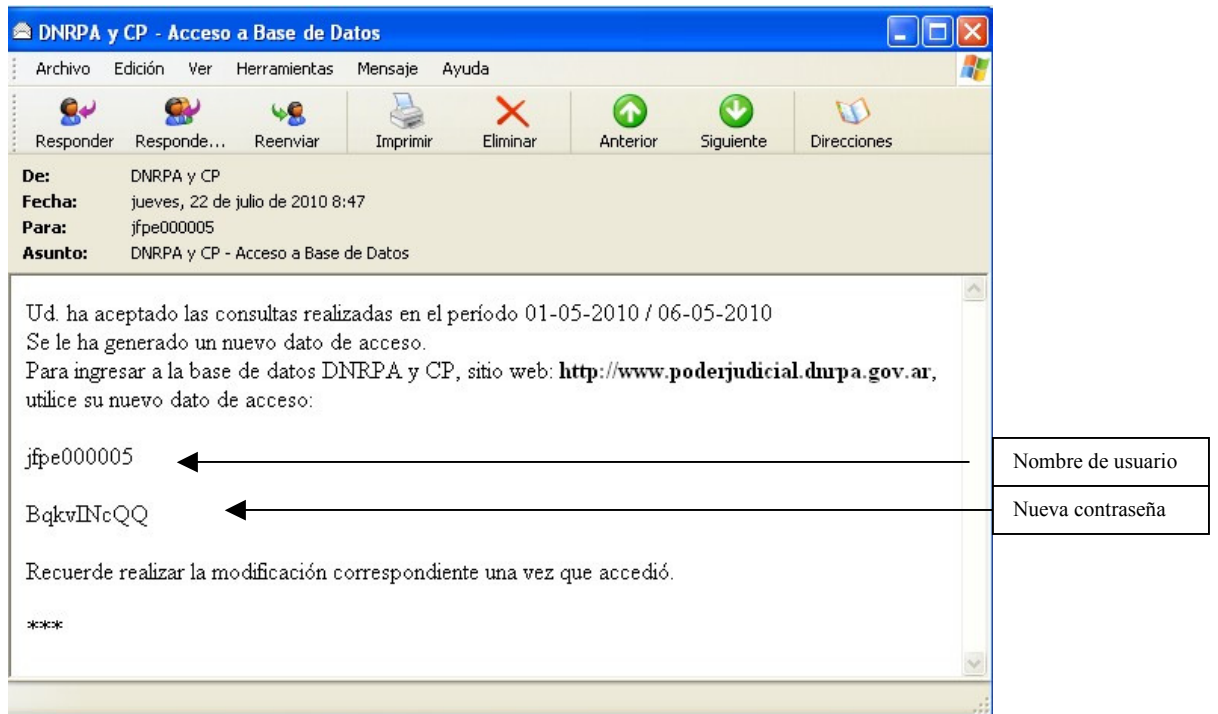 DNRPA y CP - Acceso a Base de Datos
Archivo Edición Ver Herramientas Mensaje Ayuda
Responder Responde... Reenviar Imprimir Eliminar Anterior Siguiente Direcciones
De: DNRPA y CP
Fecha: jueves, 22 de julio de 2010 8:47
Para: jfpe000005
Asunto: DNRPA y CP - Acceso a Base de Datos
Ud. ha aceptado las consultas realizadas en el período 01-05-2010 / 06-05-2010
Se le ha generado un nuevo dato de acceso.
Para ingresar a la base de datos DNRPA y CP, sitio web: http://www.poderjudicial.dnrpa.gov.ar,
utilice su nuevo dato de acceso:
jfpe000005
Nombre de usuario
BqkvINcQQ
Nueva contraseña
Recuerde realizar la modificación correspondiente una vez que accedió.
***